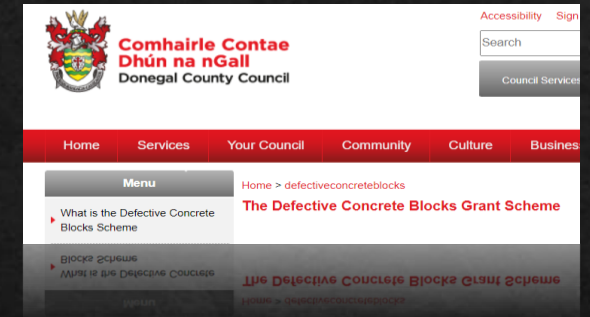 Accessibility Sign
Comhairle Contae
Dhún na nGall
Donegal County Council
Search
Council Services
Home Services Your Council Community Culture Busines
Menu
Home > defectiveconcreteblocks
The Defective Concrete Blocks Grant Scheme
What is the Defective Concrete
Blocks Scheme